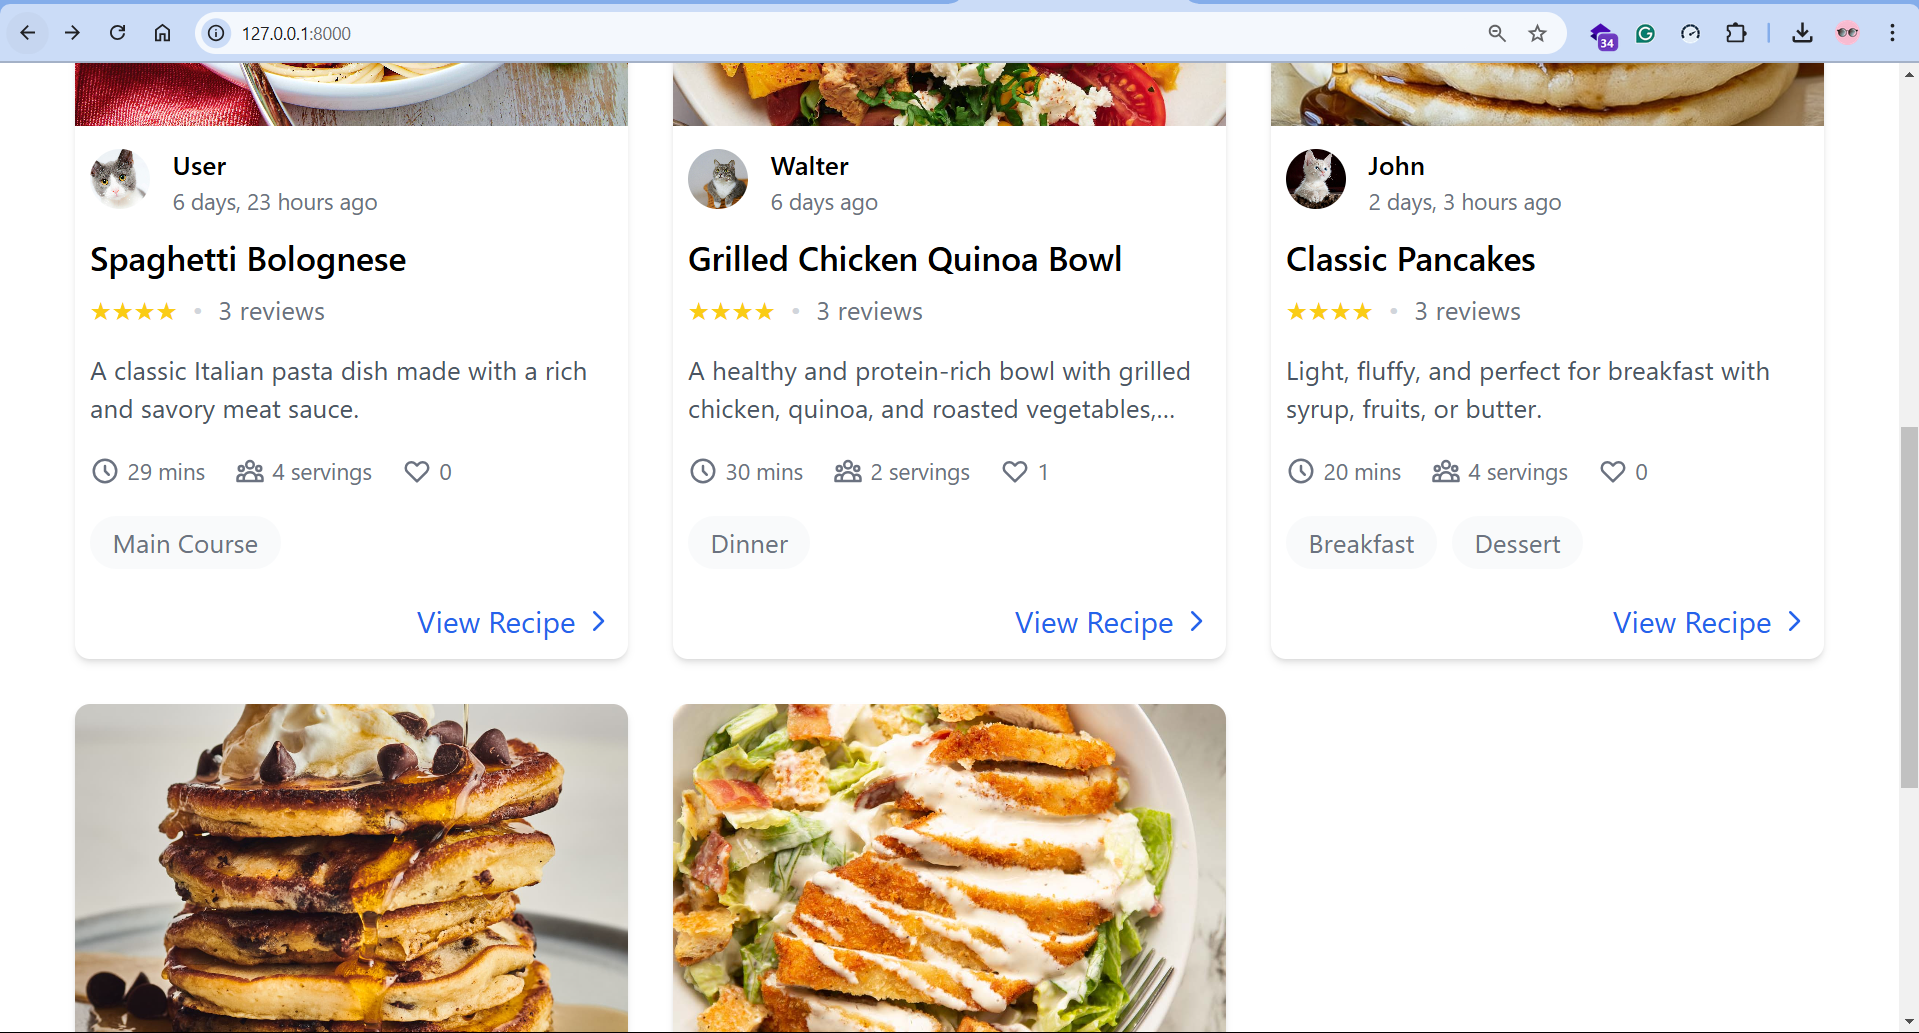 127.0.0.1:8000
34
User
6 days, 23 hours ago
Spaghetti Bolognese
★★★★ • 3 reviews
A classic Italian pasta dish made with a rich
and savory meat sauce.
29 mins 4 servings 0
Main Course
View Recipe
Walter
6 days ago
Grilled Chicken Quinoa Bowl
★★★★ • 3 reviews
A healthy and protein-rich bowl with grilled
chicken, quinoa, and roasted vegetables,...
30 mins 2 servings 1
Dinner
View Recipe
John
2 days, 3 hours ago
Classic Pancakes
★★★★ • 3 reviews
Light, fluffy, and perfect for breakfast with
syrup, fruits, or butter.
20 mins 4 servings 0
Breakfast Dessert
View Recipe